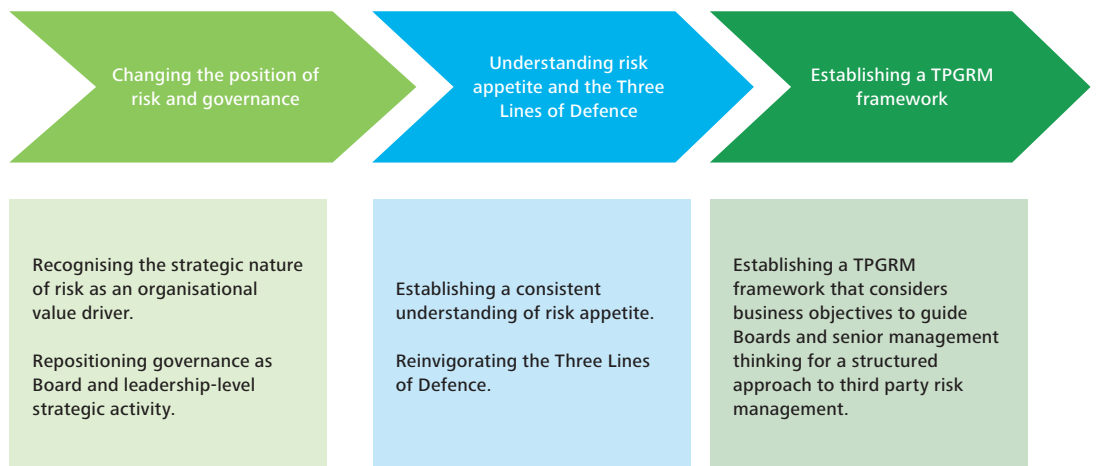 Changing the position of
risk and governance
Understanding risk
appetite and the Three
Lines of Defence
Establishing a TPGRM
framework
Recognising the strategic nature
of risk as an organisational
value driver.
Repositioning governance as
Board and leadership-level
strategic activity.
Establishing a consistent
understanding of risk appetite.
Reinvigorating the Three Lines
of Defence.
Establishing a TPGRM
framework that considers
business objectives to guide
Boards and senior management
thinking for a structured
approach to third party risk
management.